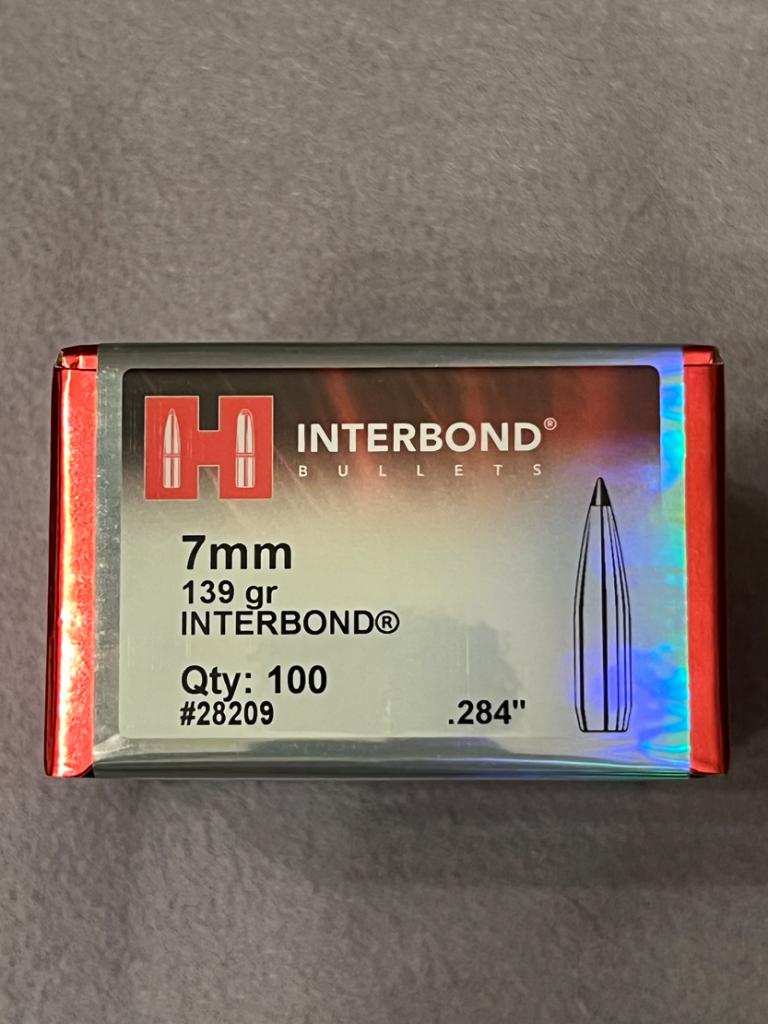 H
INTERBOND®
BULLETS
7mm
139 gr
INTERBOND®
Qty: 100
#28209
.284"